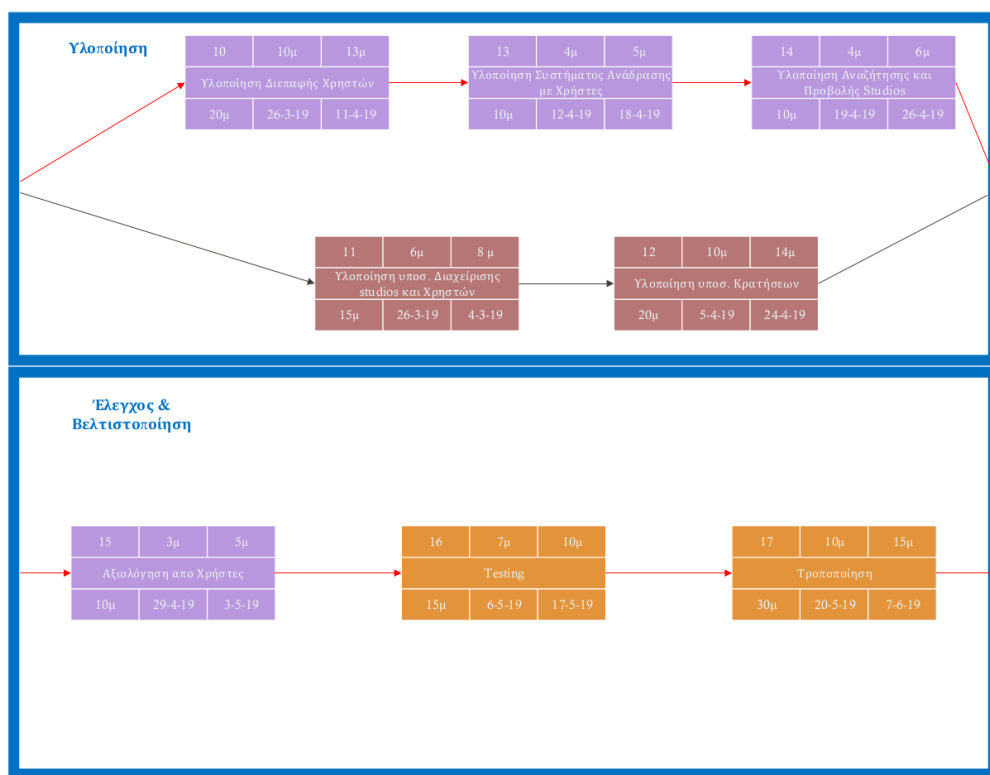 Υλοποίηση
10 10μ 13μ
Υλοποίηση Διεπαφής Χρηστών
20μ 26-3-19 11-4-19
13 4μ 5μ
Υλοποίηση Συστήματος Ανάδρασης
με Χρήστες
10μ 12-4-19 18-4-19
14 4μ 6μ
Υλοποίηση Αναζήτησης και
Προβολής Studios
10μ 19-4-19 26-4-19
11 6μ 8 μ
Υλοποίηση υποσ. Διαχείρισης
studios και Χρηστών
15μ 26-3-19 4-3-19
12 10μ 14μ
Υλοποίηση υποσ. Κρατήσεων
20μ 5-4-19 24-4-19
Έλεγχος &
Βελτιστοποίηση
15 3μ 5μ
Αξιολόγηση απο Χρήστες
10μ 29-4-19 3-5-19
16 7μ 10μ
Testing
15μ 6-5-19 17-5-19
17 10μ 15μ
Τροποποίηση
30μ 20-5-19 7-6-19